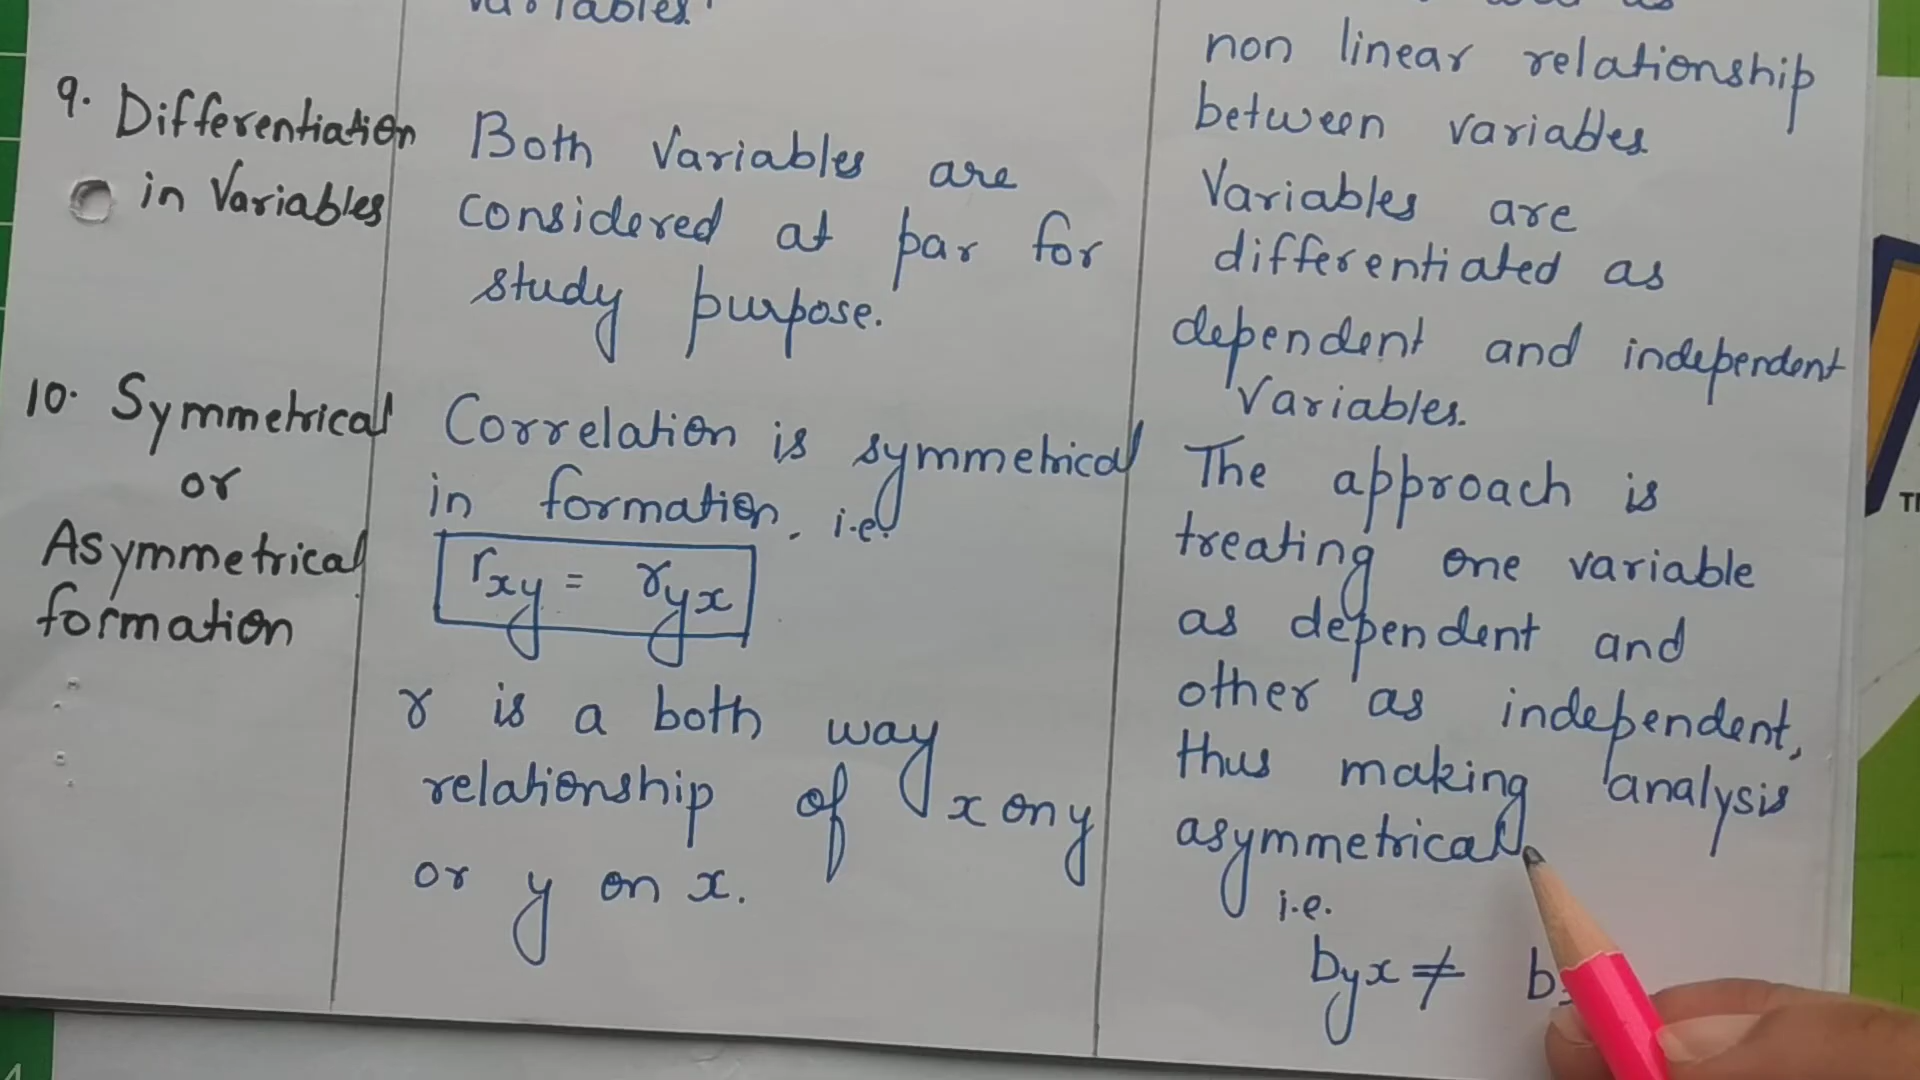 variables.
non linear relationship
between variables
9. Differentiation
in Variables
Both Variables are
considered at par for
study purpose.
Variables are
differentiated as
dependent and independent
Variables.
10. Symmetrical
or
Asymmetrical
formation
Correlation is symmetrical
in formation, i.e.
rxy = ryx
r is a both way
relationship of x on y
or y on x.
The approach is
treating one variable
as dependent and
other as independent,
thus making analysis
asymmetrical
i.e.
byx ≠ b